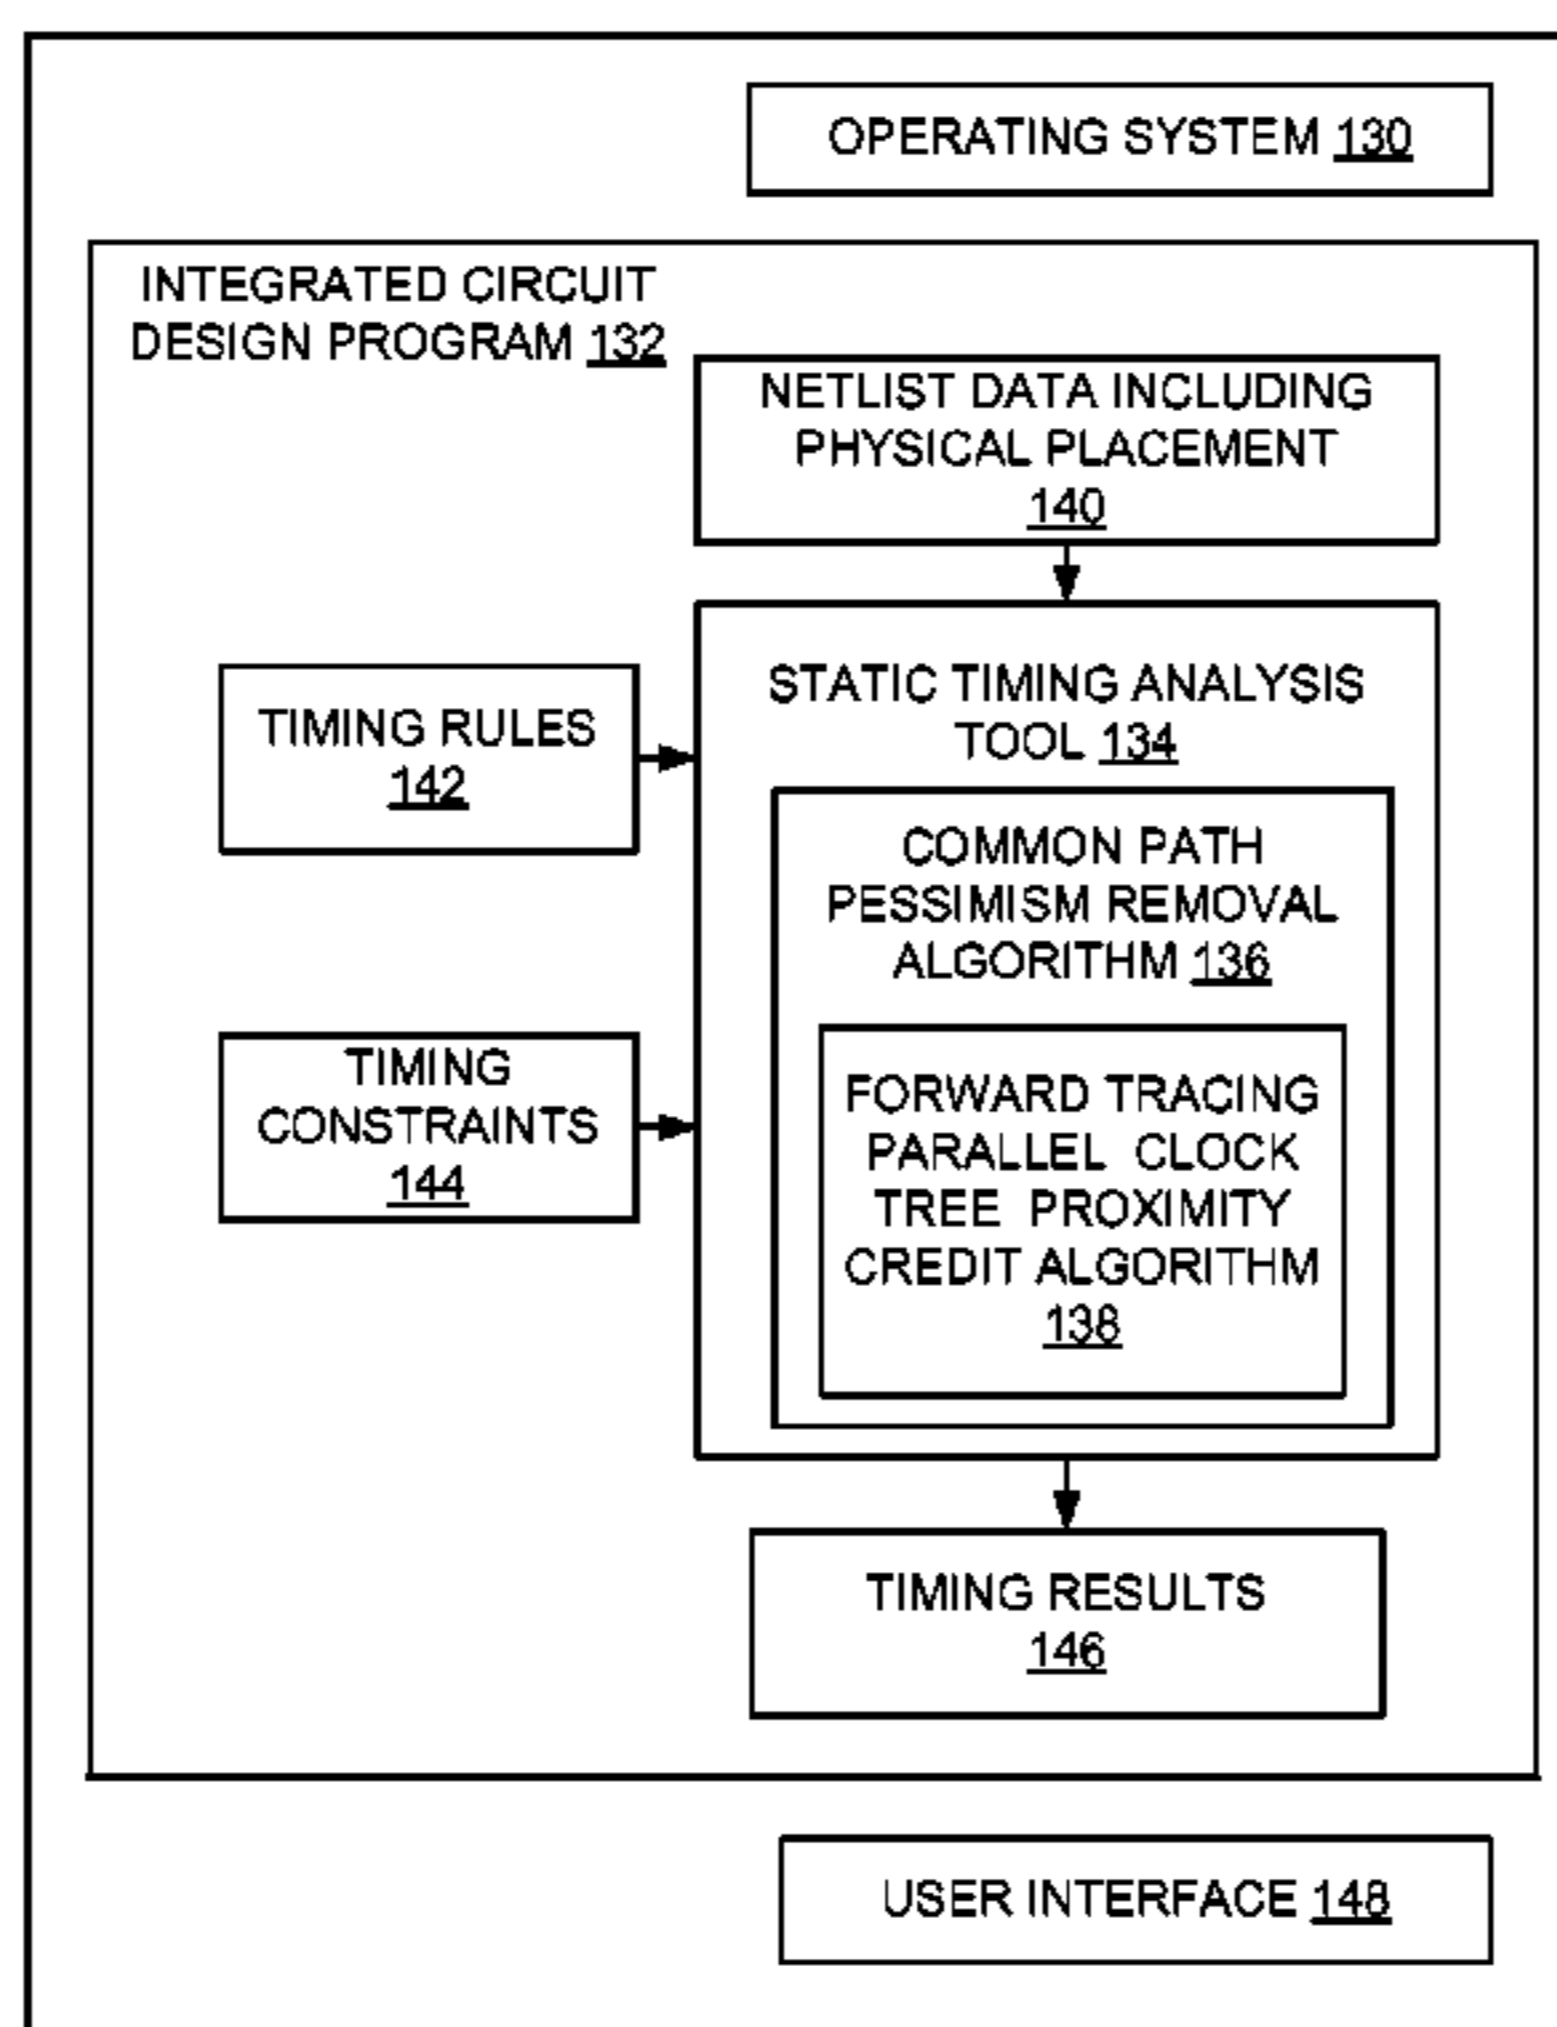 OPERATING SYSTEM 130
INTEGRATED CIRCUIT
DESIGN PROGRAM 132
NETLIST DATA INCLUDING
PHYSICAL PLACEMENT
140
TIMING RULES
142
STATIC TIMING ANALYSIS
TOOL 134
COMMON PATH
PESSIMISM REMOVAL
ALGORITHM 136
TIMING
CONSTRAINTS
144
FORWARD TRACING
PARALLEL CLOCK
TREE PROXIMITY
CREDIT ALGORITHM
138
TIMING RESULTS
146
USER INTERFACE 148